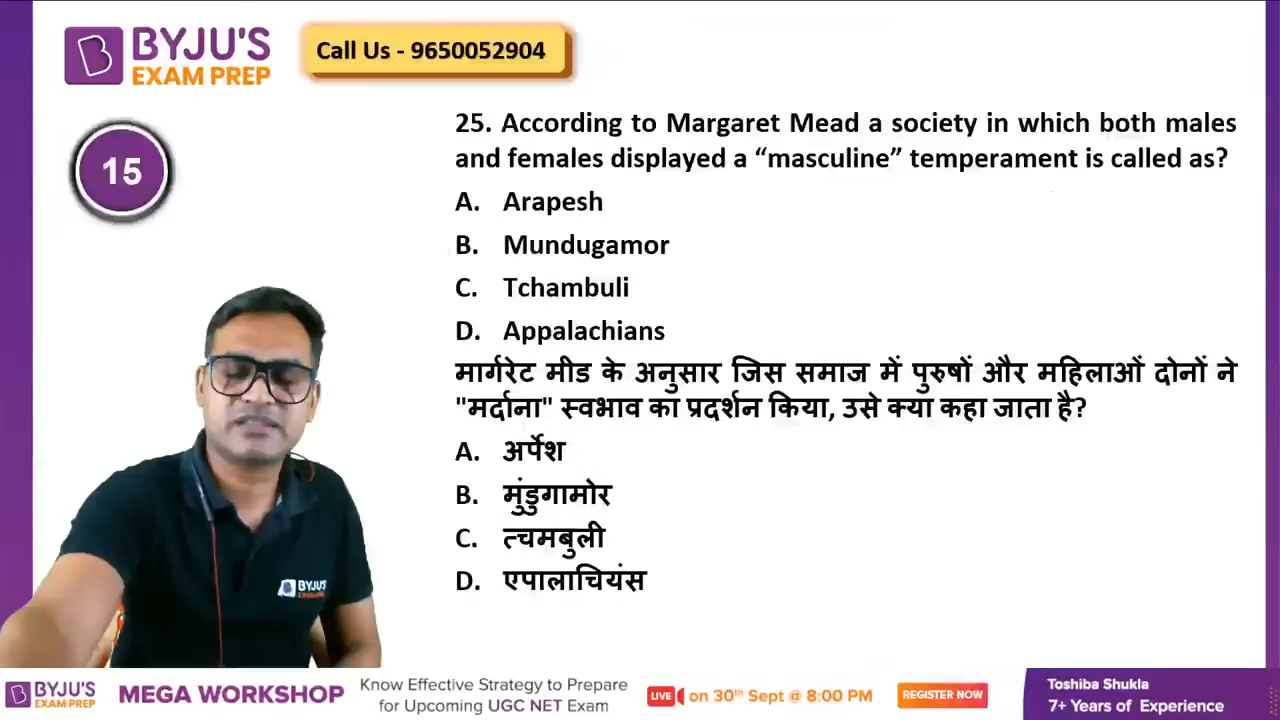 BYJU'S
EXAM PREP
Call Us - 9650052904
15
25. According to Margaret Mead a society in which both males
and females displayed a “masculine” temperament is called as?
A. Arapesh
B. Mundugamor
C. Tchambuli
D. Appalachians
मार्गरेट मीड के अनुसार जिस समाज में पुरुषों और महिलाओं दोनों ने
"मर्दाना" स्वभाव का प्रदर्शन किया, उसे क्या कहा जाता है?
A. अर्पेश
B. मुंडुगामोर
C. त्चमबुली
D. एपालाचियंस
BYJU'S
BYJU'S
EXAM PREP
MEGA WORKSHOP
Know Effective Strategy to Prepare
for Upcoming UGC NET Exam
LIVE on 30th Sept @ 8:00 PM
REGISTER NOW
Toshiba Shukla
7+ Years of Experience